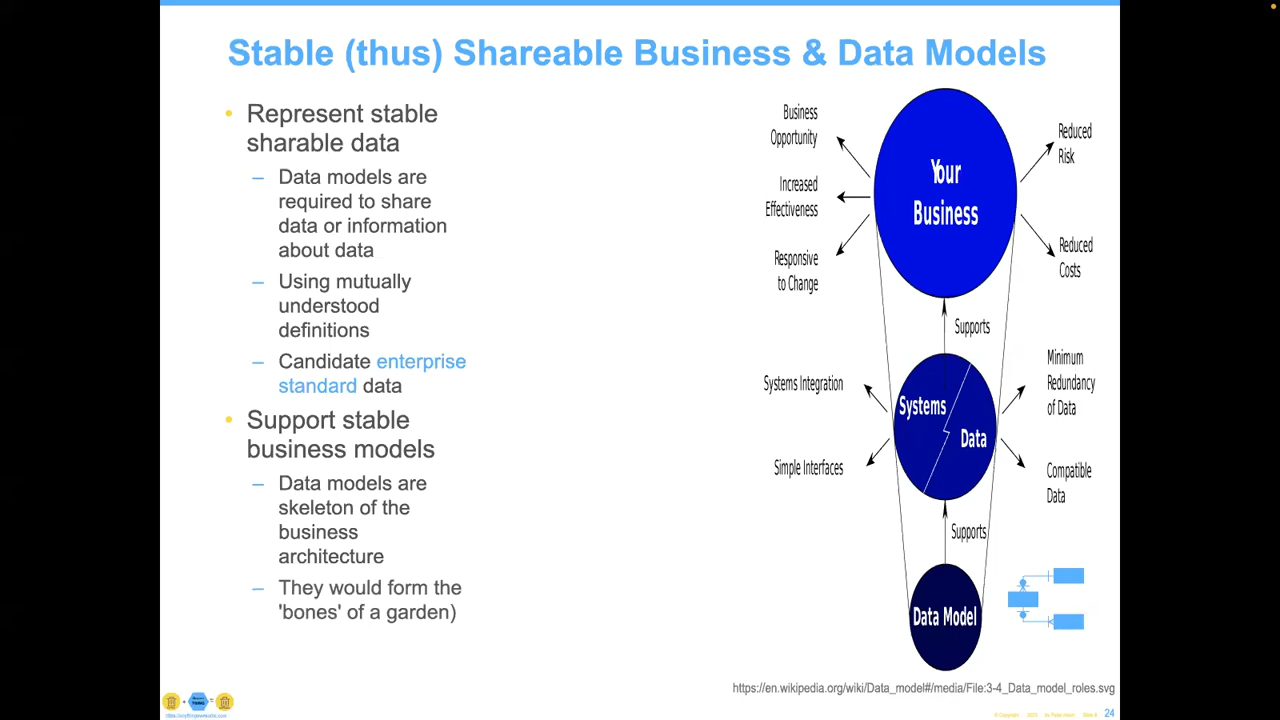 Stable (thus) Shareable Business & Data Models
• Represent stable
sharable data
– Data models are
required to share
data or information
about data
– Using mutually
understood
definitions
– Candidate enterprise
standard data
• Support stable
business models
– Data models are
skeleton of the
business
architecture
– They would form the
'bones' of a garden)
Business
Opportunity
Increased
Effectiveness
Responsive
to Change
Your
Business
Reduced
Risk
Reduced
Costs
Supports
Systems Integration
Simple Interfaces
Systems
Data
Minimum
Redundancy
of Data
Compatible
Data
Supports
Data Model
https://en.wikipedia.org/wiki/Data_model#/media/File:3-4_Data_model_roles.svg
24